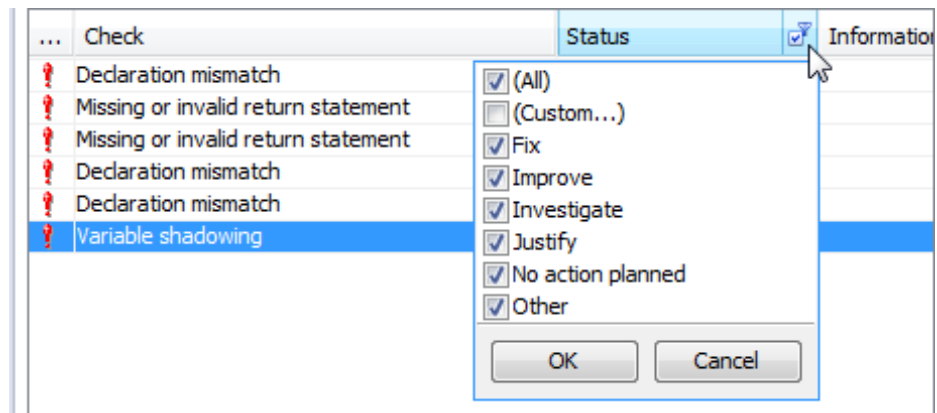 ... Check Status Information
Declaration mismatch
Missing or invalid return statement
Missing or invalid return statement
Declaration mismatch
Declaration mismatch
Variable shadowing
(All)
(Custom...)
Fix
Improve
Investigate
Justify
No action planned
Other
OK Cancel